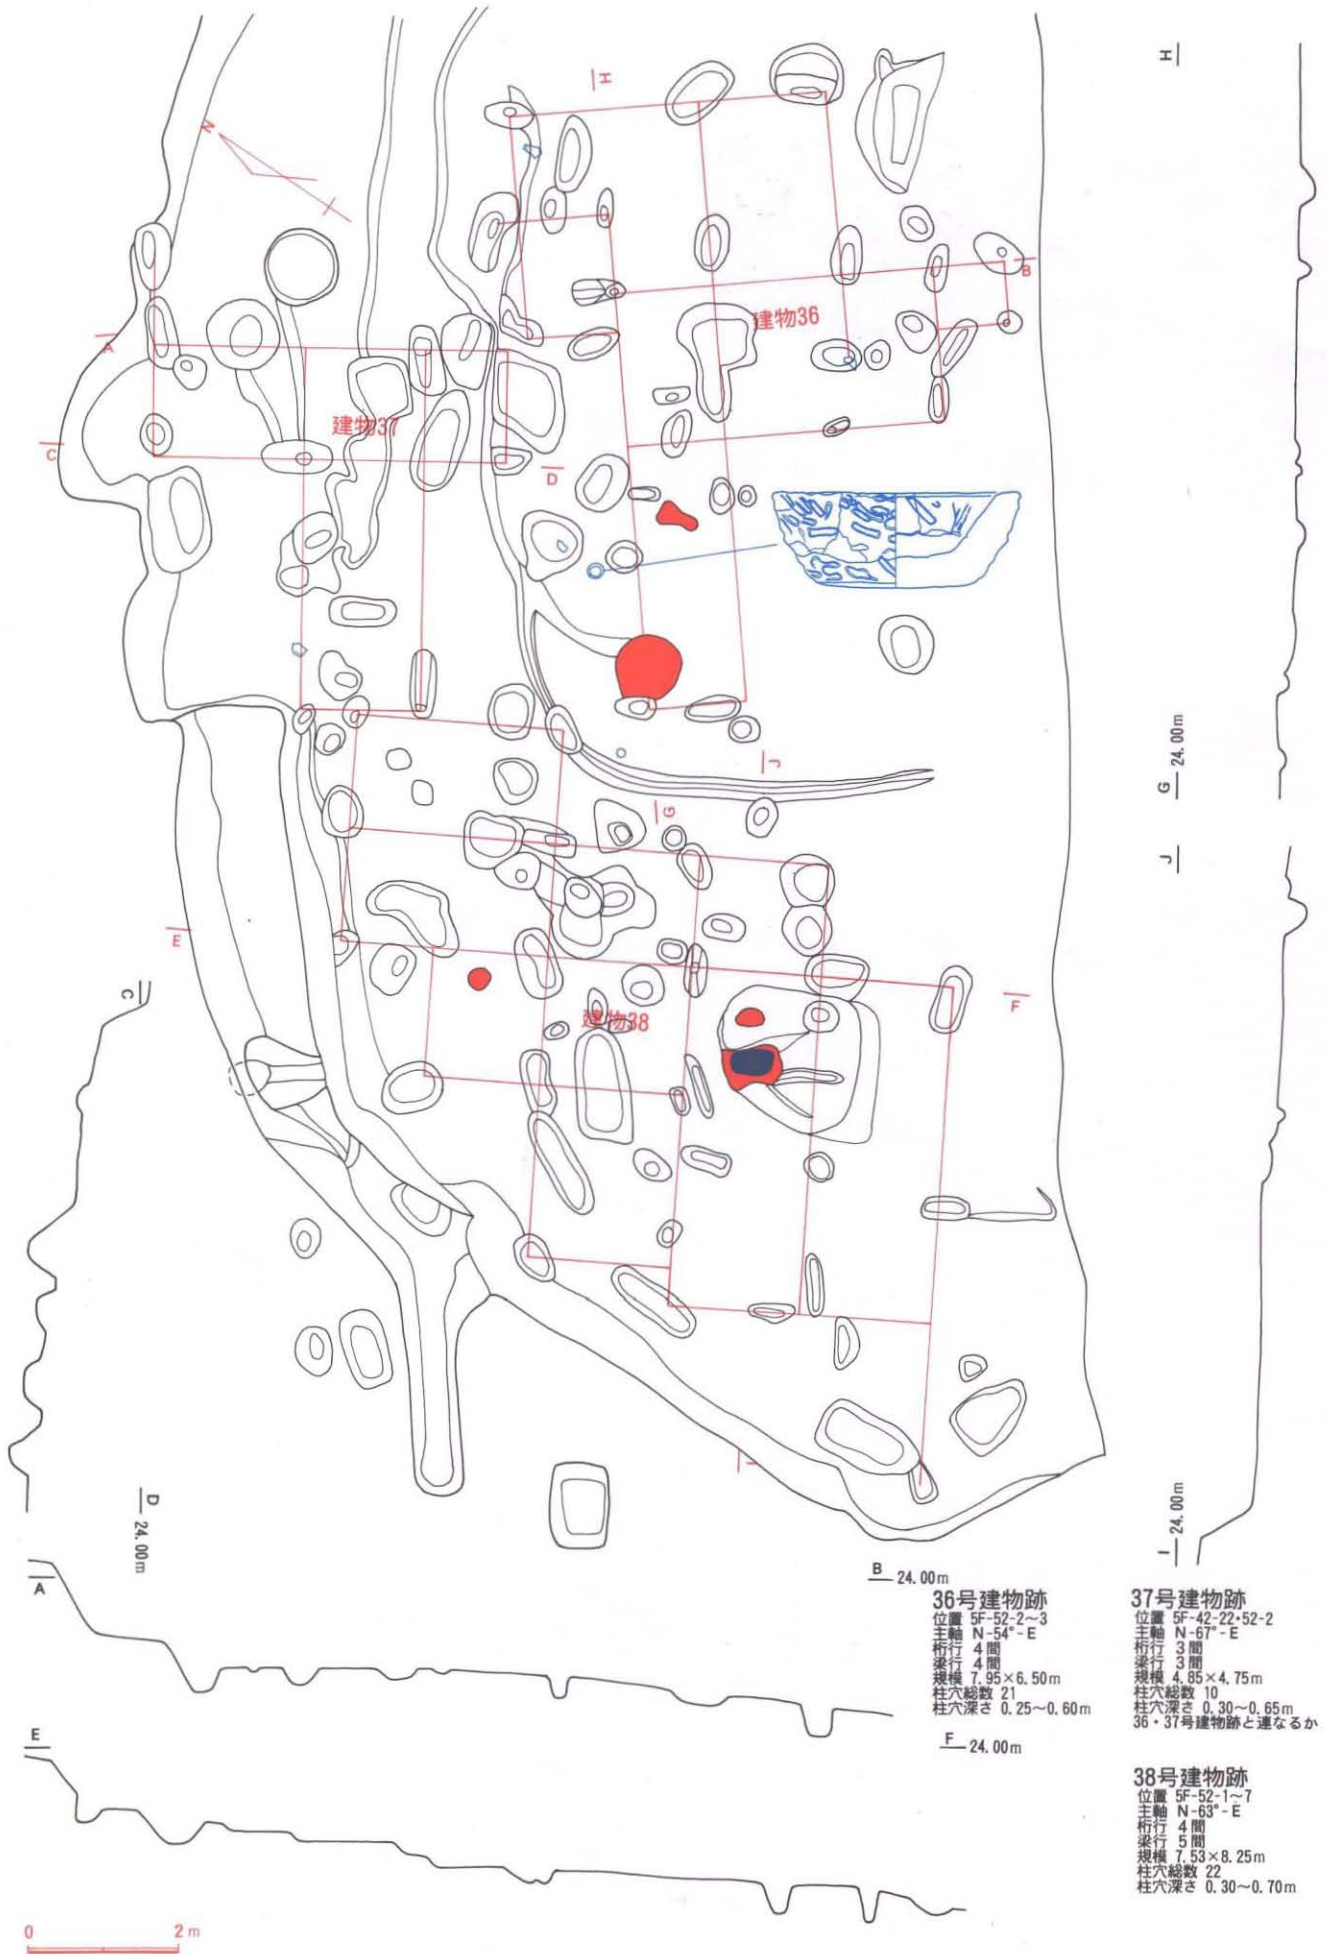 H
H
N
建物36
B
A
建物37
C
D
J
G
G 24.00m
J
E
建物38
F
C
I
D 24.00m
I 24.00m
A
B 24.00m
36号建物跡
位置 5F-52-2～3
主軸 N-54°-E
桁行 4間
梁行 4間
規模 7.95×6.50m
柱穴総数 21
柱穴深さ 0.25～0.60m
37号建物跡
位置 5F-42-22・52-2
主軸 N-67°-E
桁行 3間
梁行 3間
規模 4.85×4.75m
柱穴総数 10
柱穴深さ 0.30～0.65m
36・37号建物跡と連なるか
E
F 24.00m
38号建物跡
位置 5F-52-1～7
主軸 N-63°-E
桁行 4間
梁行 5間
規模 7.53×8.25m
柱穴総数 22
柱穴深さ 0.30～0.70m
0 2m